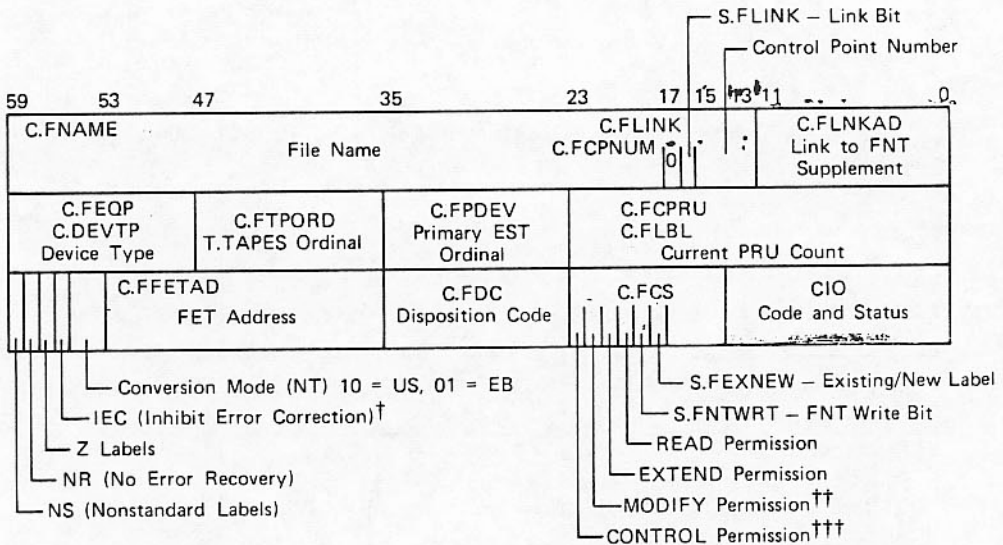 S.FLINK – Link Bit
Control Point Number
59 53 47 35 23 17 15 13 11 0
C.FNAME
File Name
C.FLINK
C.FCPNUM
0
C.FLNKAD
Link to FNT
Supplement
C.FEQP
C.DEVTP
Device Type
C.FTPORD
T.TAPES Ordinal
C.FPDEV
Primary EST
Ordinal
C.FCPRU
C.FLBL
Current PRU Count
C.FFETAD
FET Address
C.FDC
Disposition Code
C.FCS
CIO
Code and Status
Conversion Mode (NT) 10 = US, 01 = EB
IEC (Inhibit Error Correction)†
Z Labels
NR (No Error Recovery)
NS (Nonstandard Labels)
S.FEXNEW – Existing/New Label
S.FNTWRT – FNT Write Bit
READ Permission
EXTEND Permission
MODIFY Permission††
CONTROL Permission†††